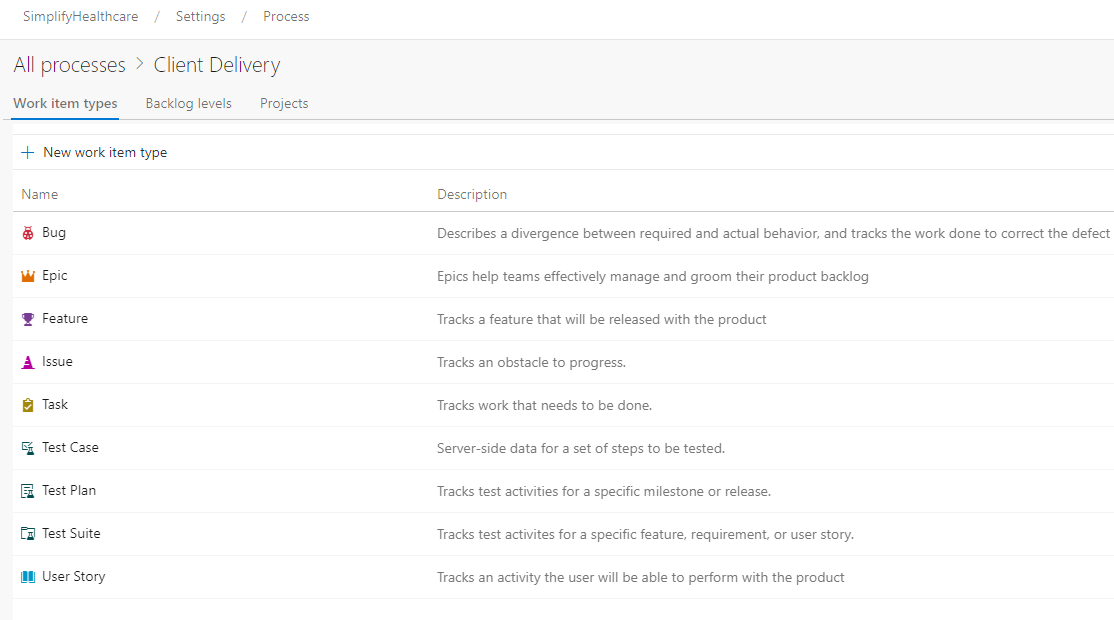 SimplifyHealthcare / Settings / Process
All processes > Client Delivery
Work item types Backlog levels Projects
+ New work item type
Name Description
Bug Describes a divergence between required and actual behavior, and tracks the work done to correct the defect
Epic Epics help teams effectively manage and groom their product backlog
Feature Tracks a feature that will be released with the product
Issue Tracks an obstacle to progress.
Task Tracks work that needs to be done.
Test Case Server-side data for a set of steps to be tested.
Test Plan Tracks test activities for a specific milestone or release.
Test Suite Tracks test activites for a specific feature, requirement, or user story.
User Story Tracks an activity the user will be able to perform with the product